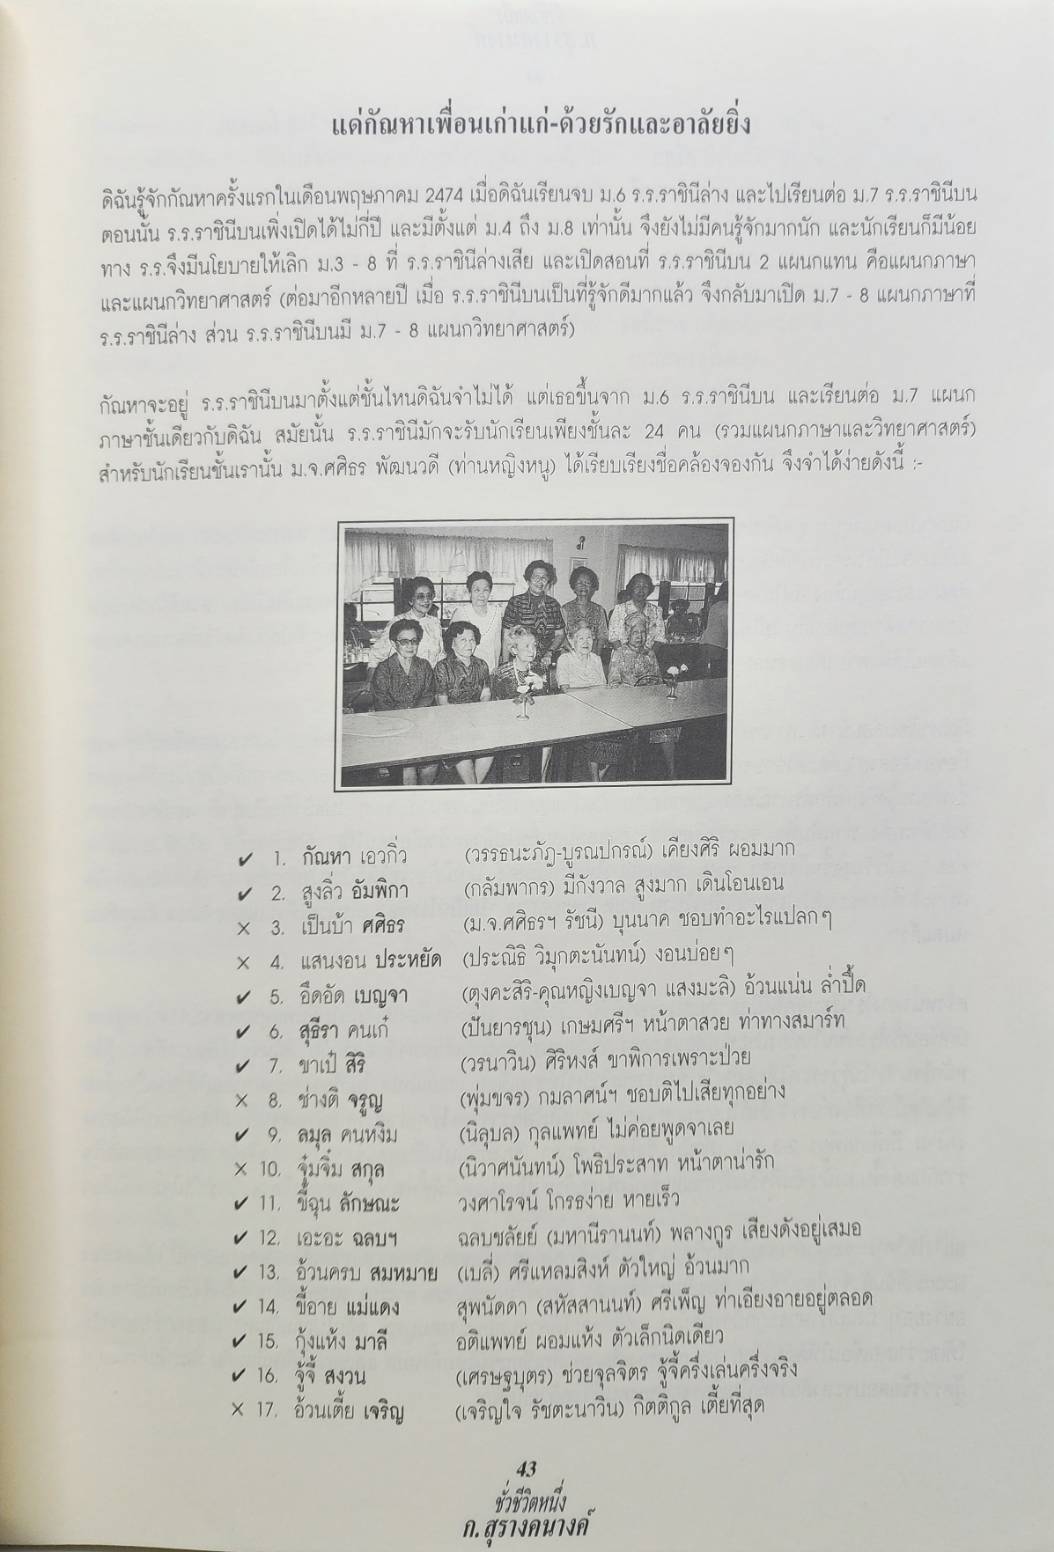 แด่กัณหาเพื่อนเก่าแก่-ด้วยรักและอาลัยยิ่ง
ดิฉันรู้จักกัณหาครั้งแรกในเดือนพฤษภาคม 2474 เมื่อดิฉันเรียนจบ ม.6 ร.ร.ราชินีล่าง และไปเรียนต่อ ม.7 ร.ร.ราชินีบน
ตอนนั้น ร.ร.ราชินีบนเพิ่งเปิดได้ไม่กี่ปี และมีตั้งแต่ ม.4 ถึง ม.8 เท่านั้น จึงยังไม่มีคนรู้จักมากนัก และนักเรียนก็มีน้อย
ทาง ร.ร.จึงมีนโยบายให้เลิก ม.3 - 8 ที่ ร.ร.ราชินีล่างเสีย และเปิดสอนที่ ร.ร.ราชินีบน 2 แผนกแทน คือแผนกภาษา
และแผนกวิทยาศาสตร์ (ต่อมาอีกหลายปี เมื่อ ร.ร.ราชินีบนเป็นที่รู้จักดีมากแล้ว จึงกลับมาเปิด ม.7 - 8 แผนกภาษาที่
ร.ร.ราชินีล่าง ส่วน ร.ร.ราชินีบนมี ม.7 - 8 แผนกวิทยาศาสตร์)
กัณหาจะอยู่ ร.ร.ราชินีบนมาตั้งแต่ชั้นไหนดิฉันจำไม่ได้ แต่เธอขึ้นจาก ม.6 ร.ร.ราชินีบน และเรียนต่อ ม.7 แผนก
ภาษาชั้นเดียวกับดิฉัน สมัยนั้น ร.ร.ราชินีมักจะรับนักเรียนเพียงชั้นละ 24 คน (รวมแผนกภาษาและวิทยาศาสตร์)
สำหรับนักเรียนชั้นเรานั้น ม.จ.ศศิธร พัฒนวดี (ท่านหญิงหนู) ได้เรียบเรียงชื่อคล้องจองกัน จึงจำได้ง่ายดังนี้ :-
✔ 1. กัณหา เอวกิ่ว (วรรธนะภัฏ-บูรณปกรณ์) เคียงศิริ ผอมมาก
✔ 2. สูงลิ่ว อัมพิกา (กลัมพากร) มีกังวาล สูงมาก เดินโอนเอน
× 3. เป็นบ้า ศศิธร (ม.จ.ศศิธรฯ รัชนี) บุนนาค ชอบทำอะไรแปลกๆ
× 4. แสนงอน ประหยัด (ประณิธิ วิมุกตะนันทน์) งอนบ่อยๆ
✔ 5. อึดอัด เบญจา (ตุงคะสิริ-คุณหญิงเบญจา แสงมะลิ) อ้วนแน่น ล่ำปึ้ด
✔ 6. สุธีรา คนเก๋ (ปันยารชุน) เกษมศรีฯ หน้าตาสวย ท่าทางสมาร์ท
✔ 7. ขาเป๋ สิริ (วรนาวิน) ศิริหงส์ ขาพิการเพราะป่วย
× 8. ช่างติ จรูญ (พุ่มขจร) กมลาศน์ฯ ชอบติไปเสียทุกอย่าง
✔ 9. ลมุล คนหงิม (นิลุบล) กุลแพทย์ ไม่ค่อยพูดจาเลย
× 10. จุ๋มจิ๋ม สกุล (นิวาศนันทน์) โพธิประสาท หน้าตาน่ารัก
✔ 11. ขี้ฉุน ลักษณะ วงศาโรจน์ โกรธง่าย หายเร็ว
✔ 12. เอะอะ ฉลบฯ ฉลบชลัยย์ (มหานีรานนท์) พลางกูร เสียงดังอยู่เสมอ
✔ 13. อ้วนครบ สมหมาย (เบลี่) ศรีแหลมสิงห์ ตัวใหญ่ อ้วนมาก
✔ 14. ขี้อาย แม่แดง สุพนัดดา (สหัสสานนท์) ศรีเพ็ญ ท่าเอียงอายอยู่ตลอด
✔ 15. กุ้งแห้ง มาลี อติแพทย์ ผอมแห้ง ตัวเล็กนิดเดียว
✔ 16. จู้จี้ สงวน (เศรษฐบุตร) ช่วยจุลจิตร จู้จี้ครึ่งเล่นครึ่งจริง
× 17. อ้วนเตี้ย เจริญ (เจริญใจ รัชตะนาวิน) กิตติกูล เตี้ยที่สุด
43
ชั่วชีวิตหนึ่ง
ก. สุรางคนางค์